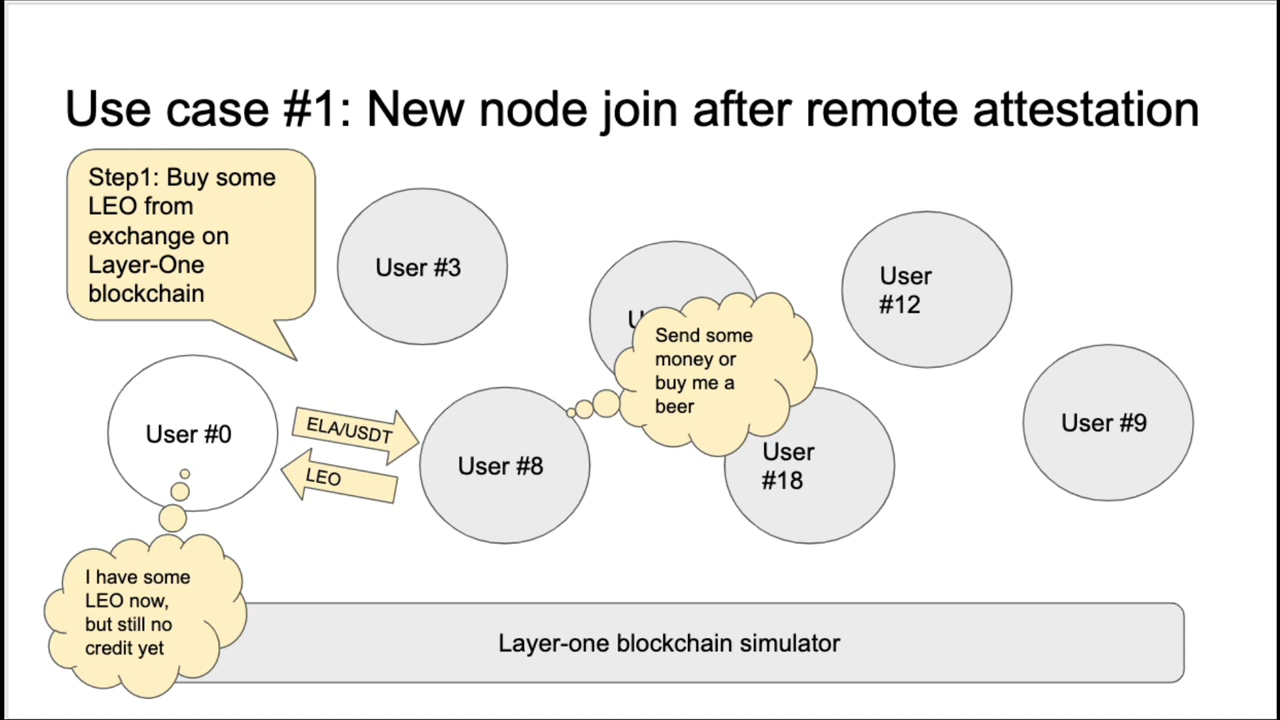 Use case #1: New node join after remote attestation
Step1: Buy some
LEO from
exchange on
Layer-One
blockchain
User #3
User
#12
Send some
money or
buy me a
beer
User #0
ELA/USDT
LEO
User #8
User
#18
User #9
I have some
LEO now,
but still no
credit yet
Layer-one blockchain simulator